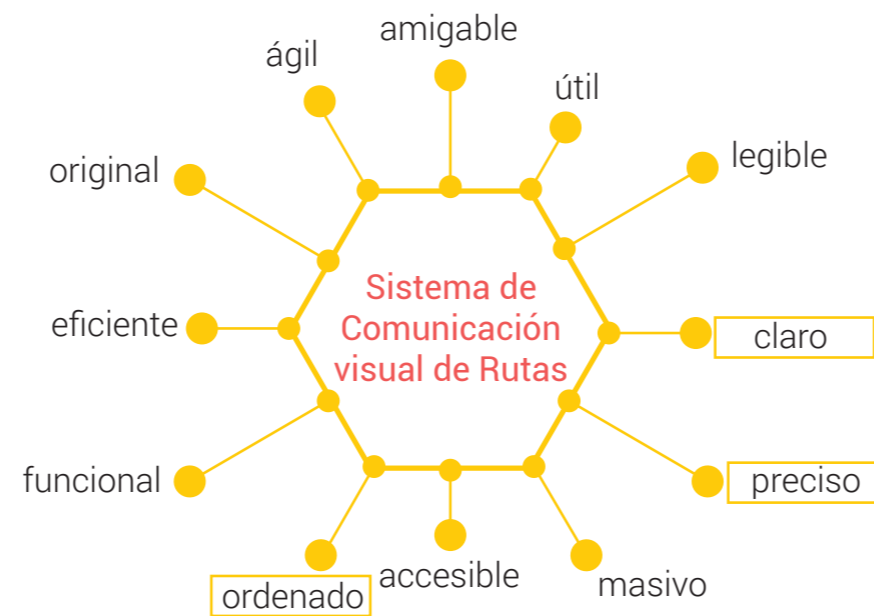 amigable
ágil
útil
legible
original
Sistema de
Comunicación
visual de Rutas
eficiente
claro
funcional
preciso
accesible
masivo
ordenado